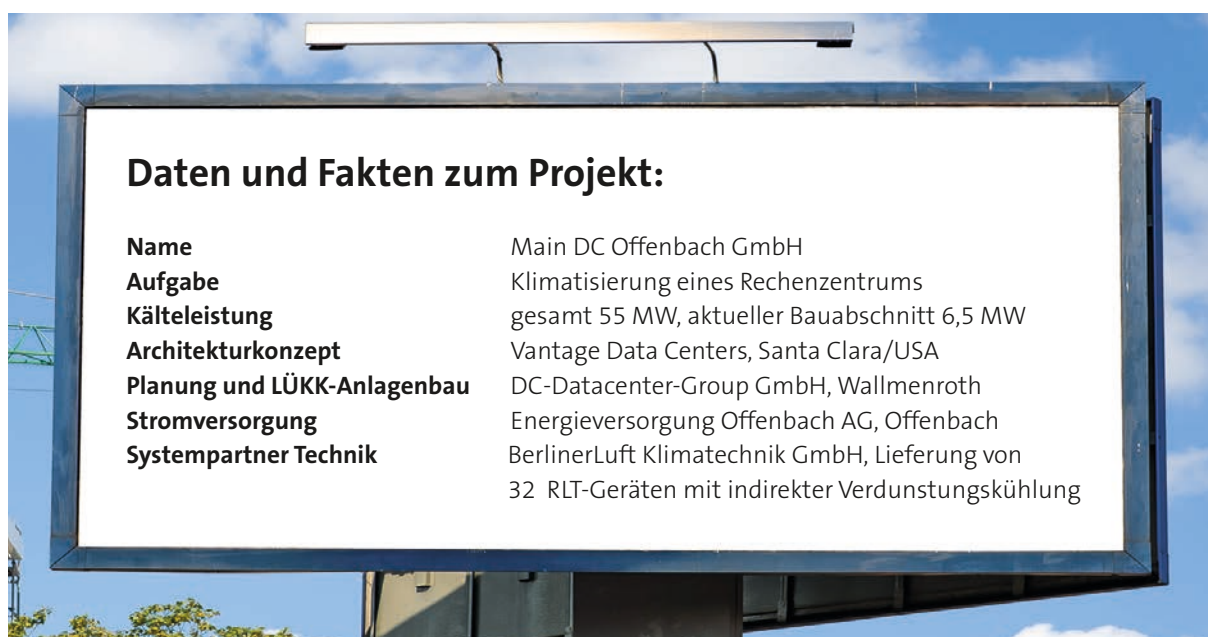 Daten und Fakten zum Projekt:
Name Main DC Offenbach GmbH
Aufgabe Klimatisierung eines Rechenzentrums
Kälteleistung gesamt 55 MW, aktueller Bauabschnitt 6,5 MW
Architekturkonzept Vantage Data Centers, Santa Clara/USA
Planung und LÜKK-Anlagenbau DC-Datacenter-Group GmbH, Wallmenroth
Stromversorgung Energieversorgung Offenbach AG, Offenbach
Systempartner Technik BerlinerLuft Klimatechnik GmbH, Lieferung von
32 RLT-Geräten mit indirekter Verdunstungskühlung